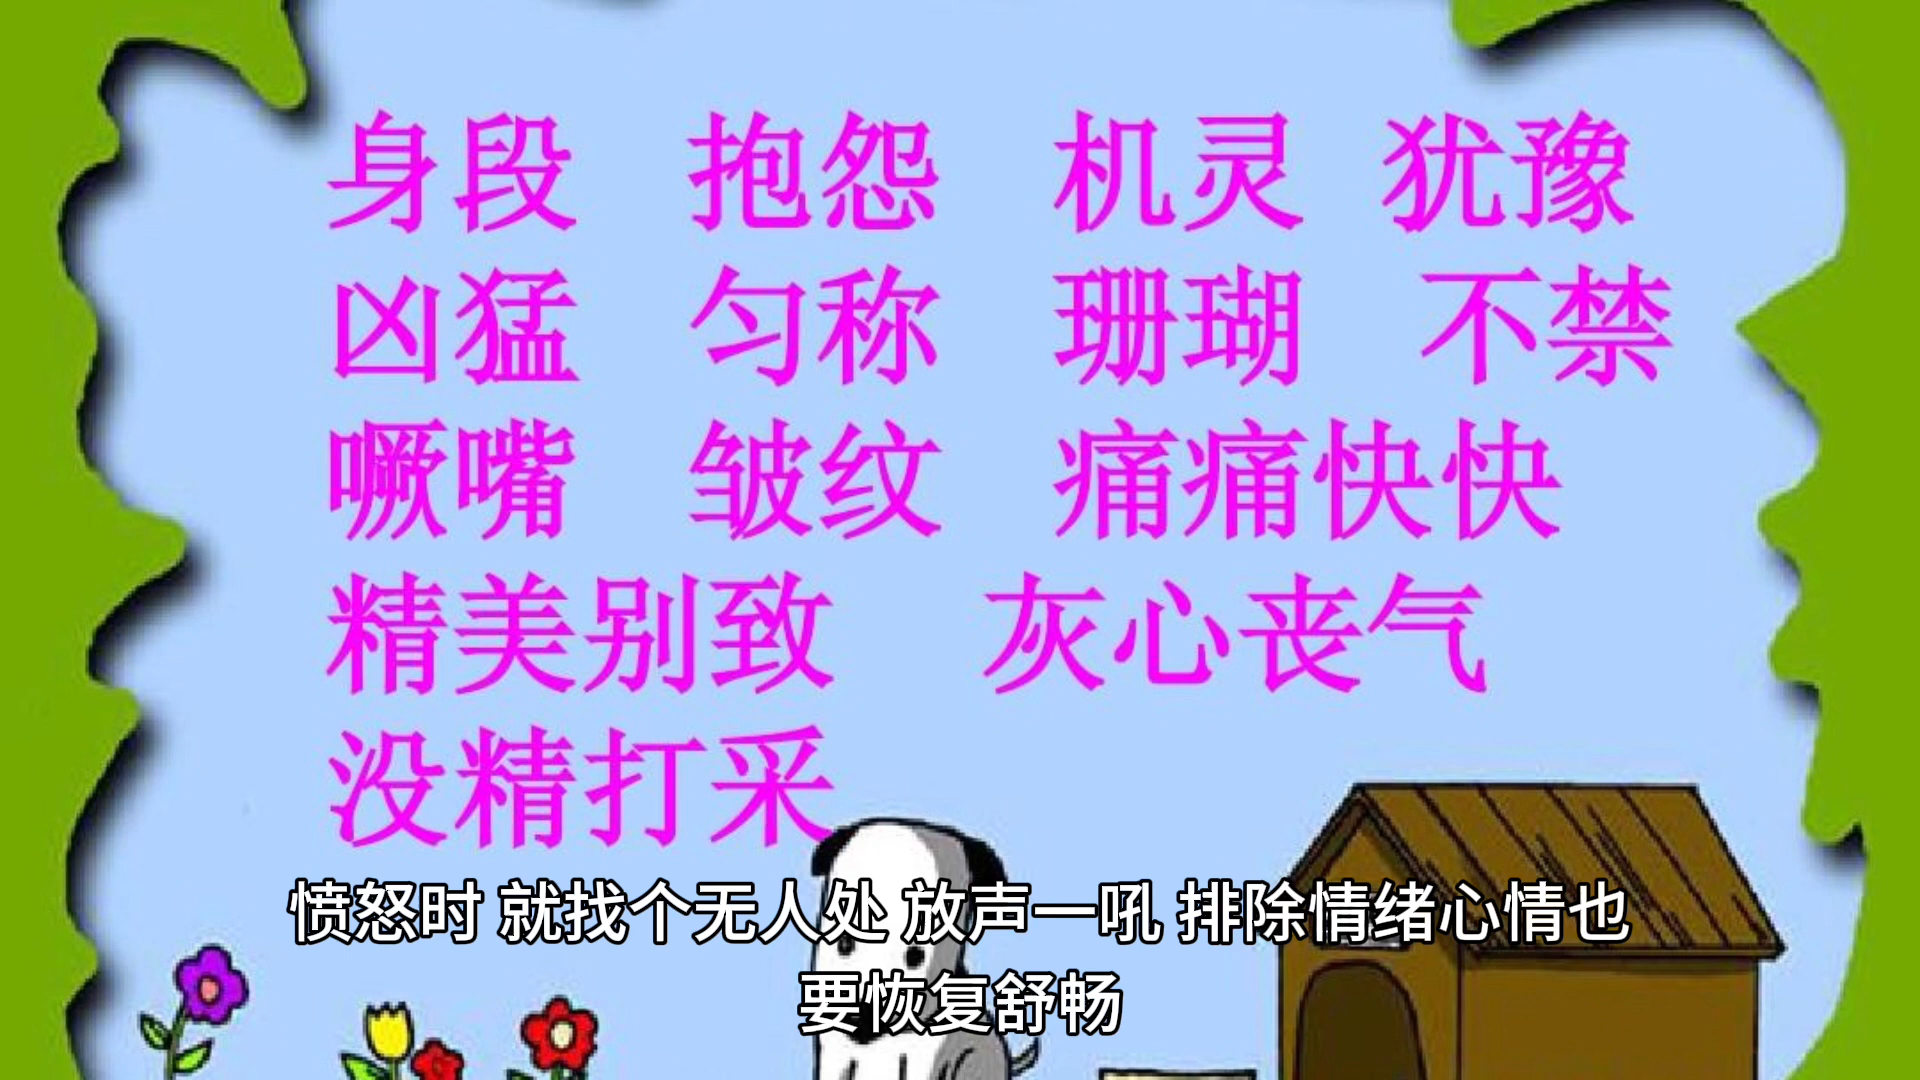 身段 抱怨 机灵 犹豫
凶猛 匀称 珊瑚 不禁
噘嘴 皱纹 痛痛快快
精美别致 灰心丧气
没精打采
愤怒时 就找个无人处 放声一吼 排除情绪心情也
要恢复舒畅